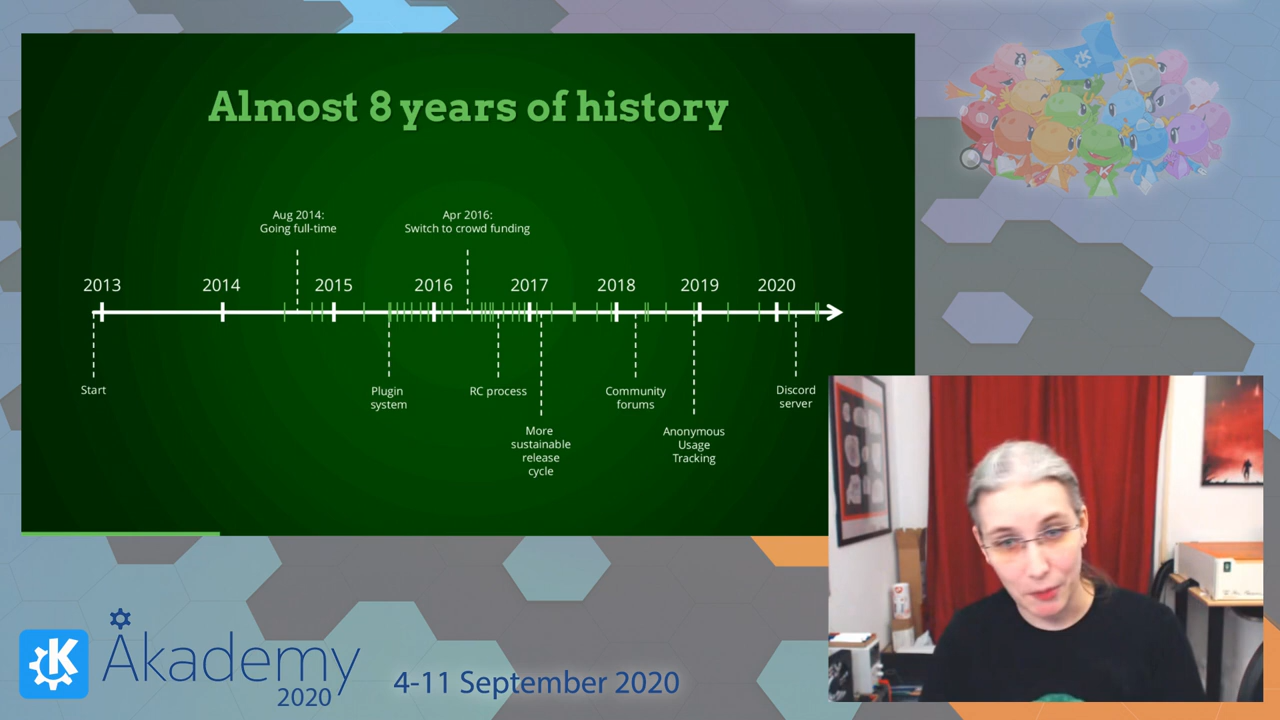 Almost 8 years of history
Aug 2014:
Going full-time
Apr 2016:
Switch to crowd funding
2013
2014
2015
2016
2017
2018
2019
2020
Start
Plugin
system
RC process
More
sustainable
release
cycle
Community
forums
Anonymous
Usage
Tracking
Discord
server
K
Akademy
2020
4-11 September 2020